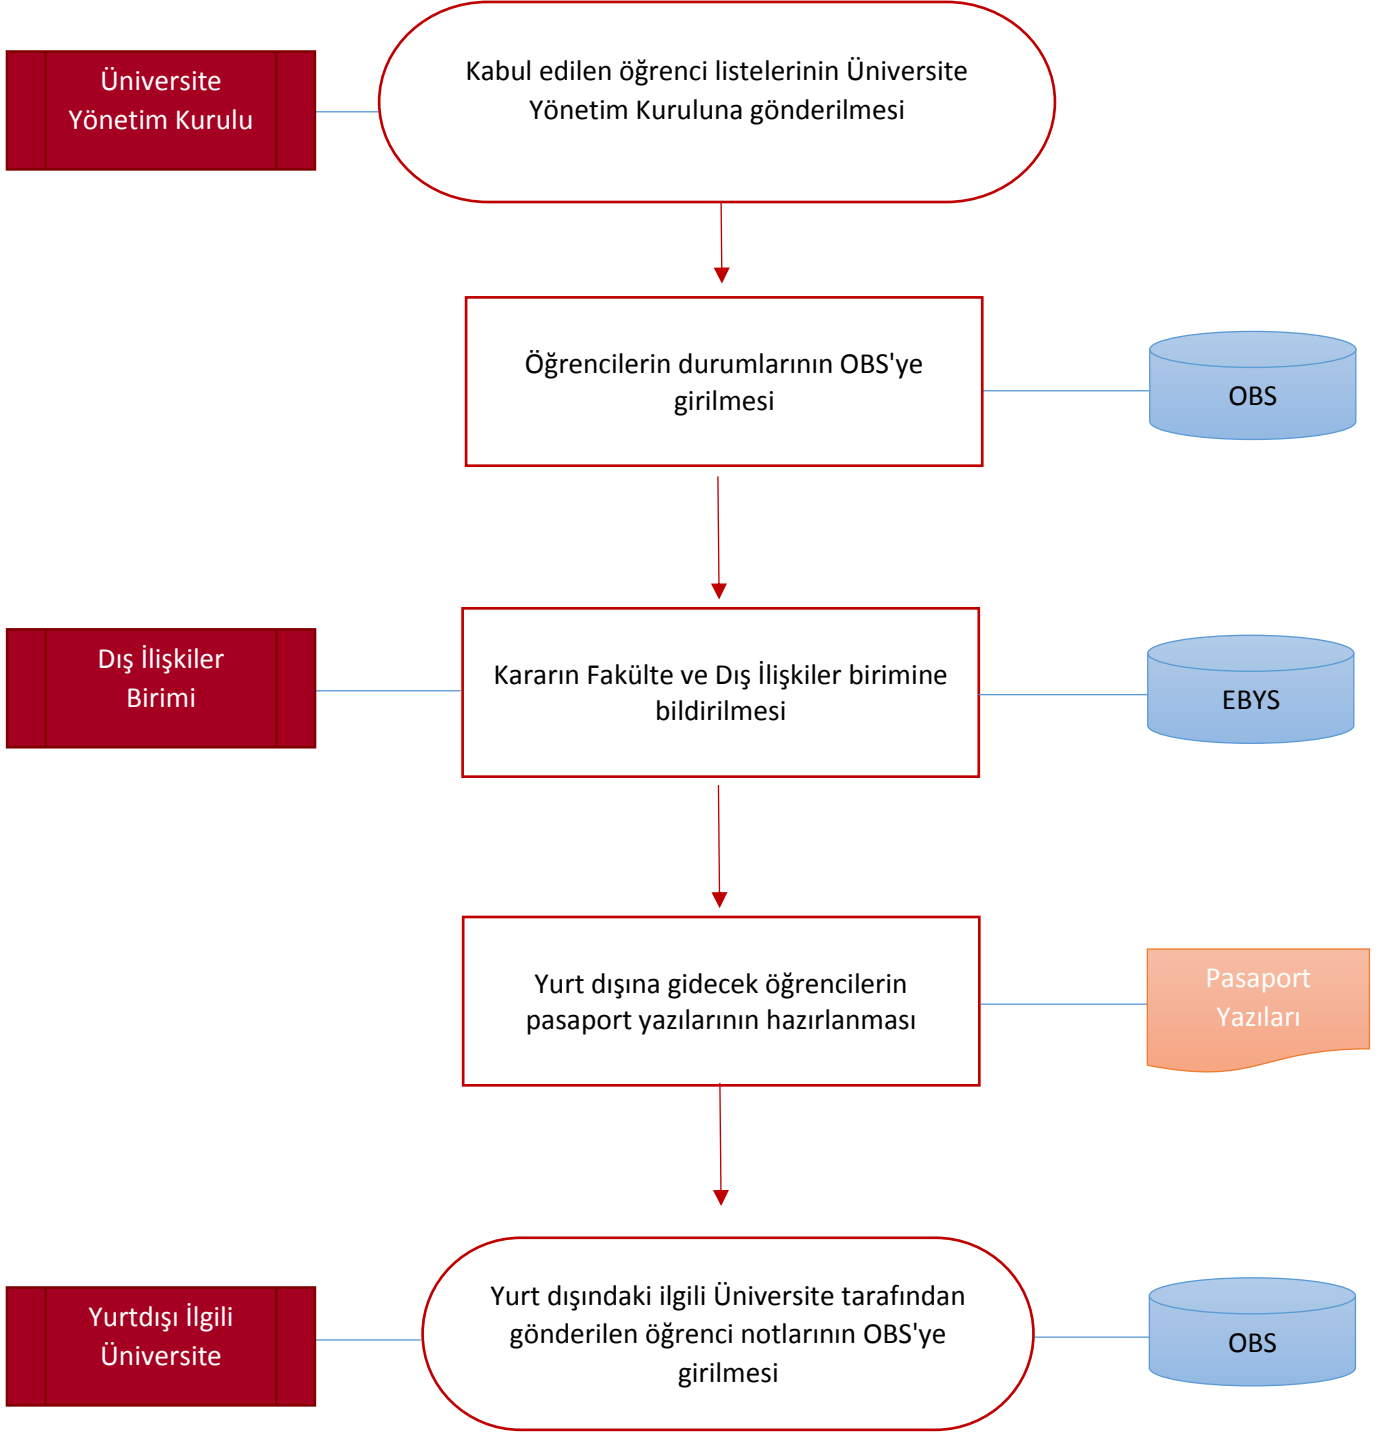 Üniversite
Yönetim Kurulu
Kabul edilen öğrenci listelerinin Üniversite
Yönetim Kuruluna gönderilmesi
Öğrencilerin durumlarının OBS'ye
girilmesi
OBS
Dış İlişkiler
Birimi
Kararın Fakülte ve Dış İlişkiler birimine
bildirilmesi
EBYS
Yurt dışına gidecek öğrencilerin
pasaport yazılarının hazırlanması
Pasaport
Yazıları
Yurtdışı İlgili
Üniversite
Yurt dışındaki ilgili Üniversite tarafından
gönderilen öğrenci notlarının OBS'ye
girilmesi
OBS